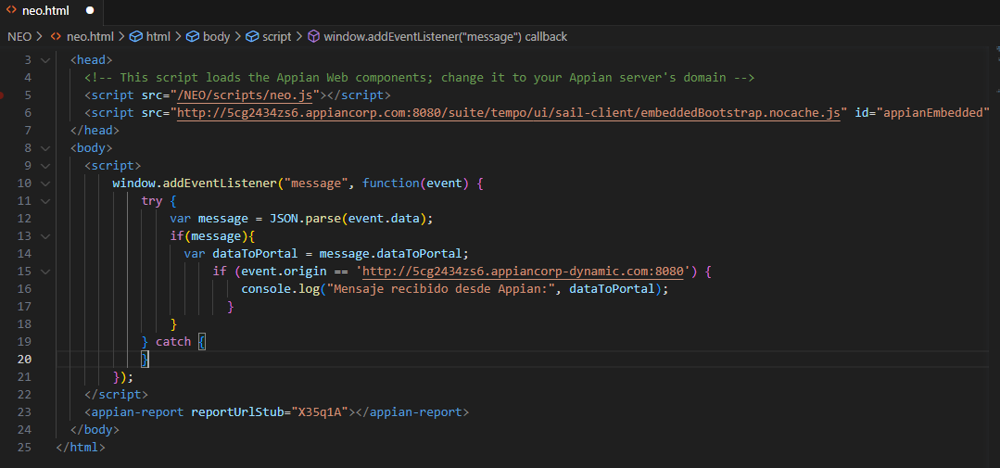 neo.html
NEO > neo.html > html > body > script > window.addEventListener("message") callback
3 <head>
4 <!-- This script loads the Appian Web components; change it to your Appian server's domain -->
5 <script src="/NEO/scripts/neo.js"></script>
6 <script src="http://5cg2434zs6.appiancorp.com:8080/suite/tempo/ui/sail-client/embeddedBootstrap.nocache.js" id="appianEmbedded"
7 </head>
8 <body>
9 <script>
10 window.addEventListener("message", function(event) {
11 try {
12 var message = JSON.parse(event.data);
13 if(message){
14 var dataToPortal = message.dataToPortal;
15 if (event.origin == 'http://5cg2434zs6.appiancorp-dynamic.com:8080') {
16 console.log("Mensaje recibido desde Appian:", dataToPortal);
17 }
18 }
19 } catch {
20 }
21 });
22 </script>
23 <appian-report reportUrlStub="X35q1A"></appian-report>
24 </body>
25 </html>